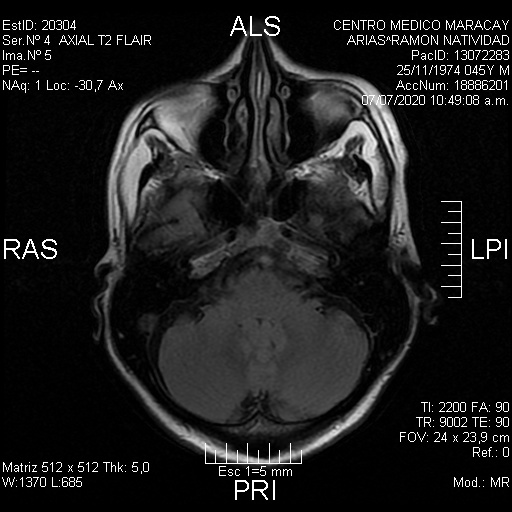 EstID: 20304
Ser.Nº 4 AXIAL T2 FLAIR
Ima.Nº 5
PE= --
NAq: 1 Loc: -30,7 Ax
ALS
CENTRO MEDICO MARACAY
ARIAS^RAMON NATIVIDAD
PacID: 13072283
25/11/1974 045Y M
AccNum: 18886201
07/07/2020 10:49:08 a.m.
RAS
LPI
TI: 2200 FA: 90
TR: 9002 TE: 90
FOV: 24 x 23,9 cm
Ref.: 0
Matriz 512 x 512 Thk: 5,0
W:1370 L:685
Esc 1=5 mm
PRI
Mod.: MR